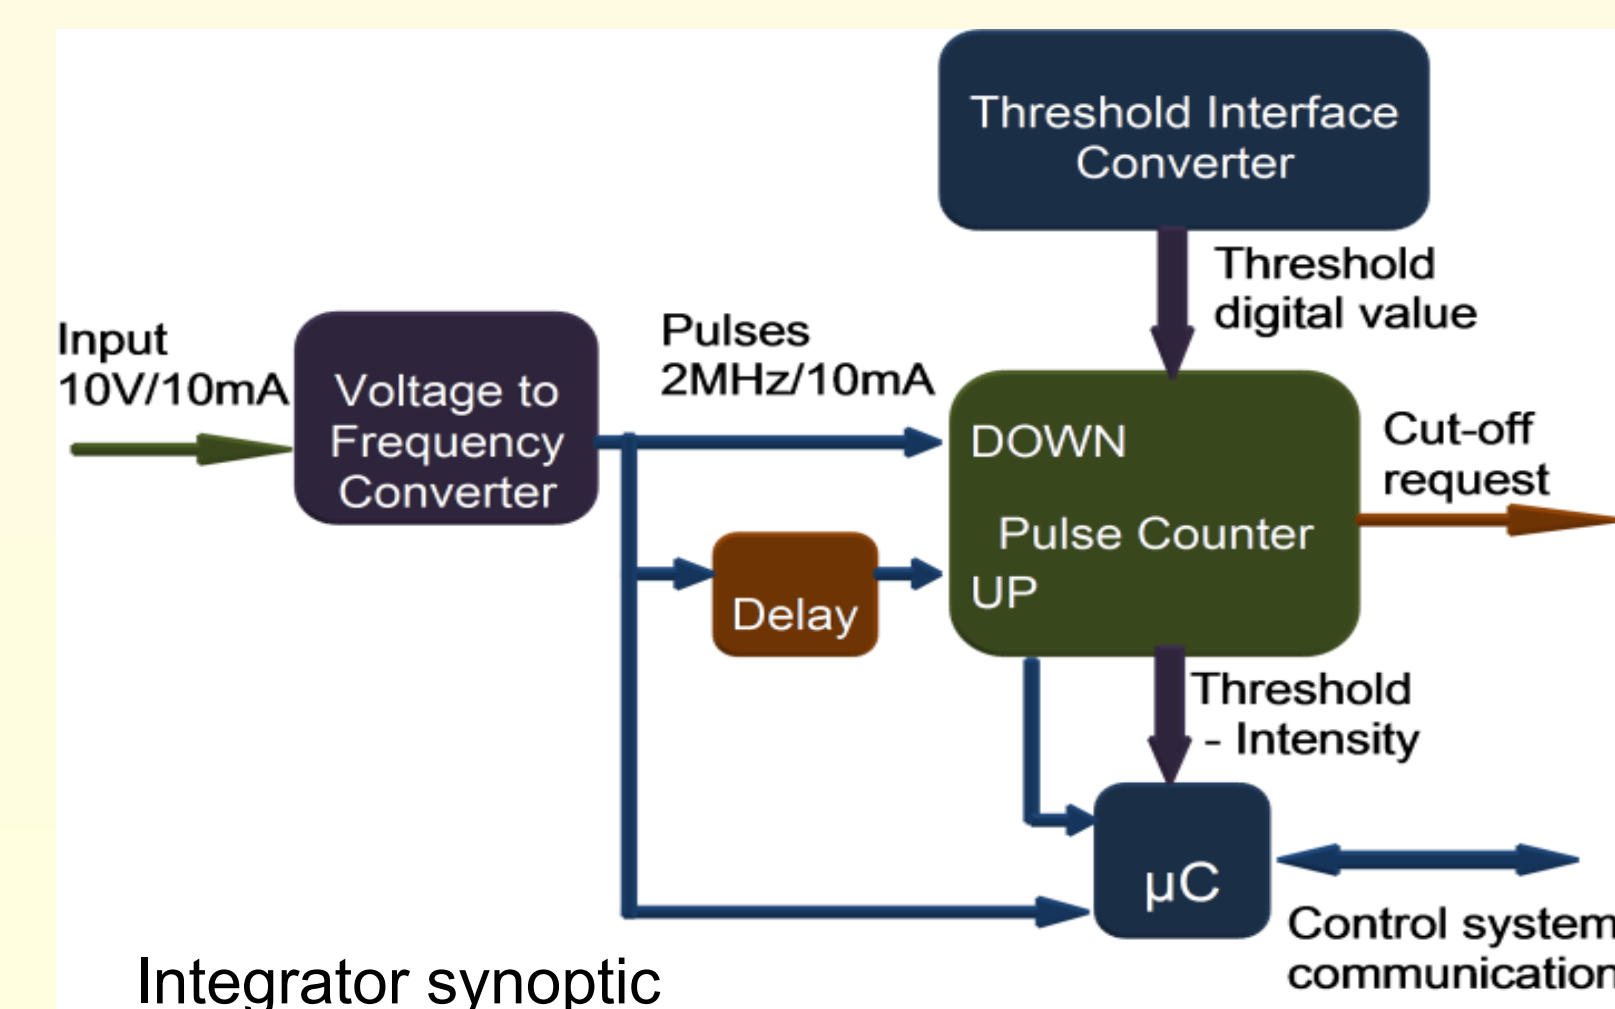 Threshold Interface
Converter
Threshold
digital value
Input
10V/10mA
Voltage to
Frequency
Converter
Pulses
2MHz/10mA
DOWN
Pulse Counter
UP
Cut-off
request
Delay
Threshold
- Intensity
µC
Control system
communication
Integrator synoptic